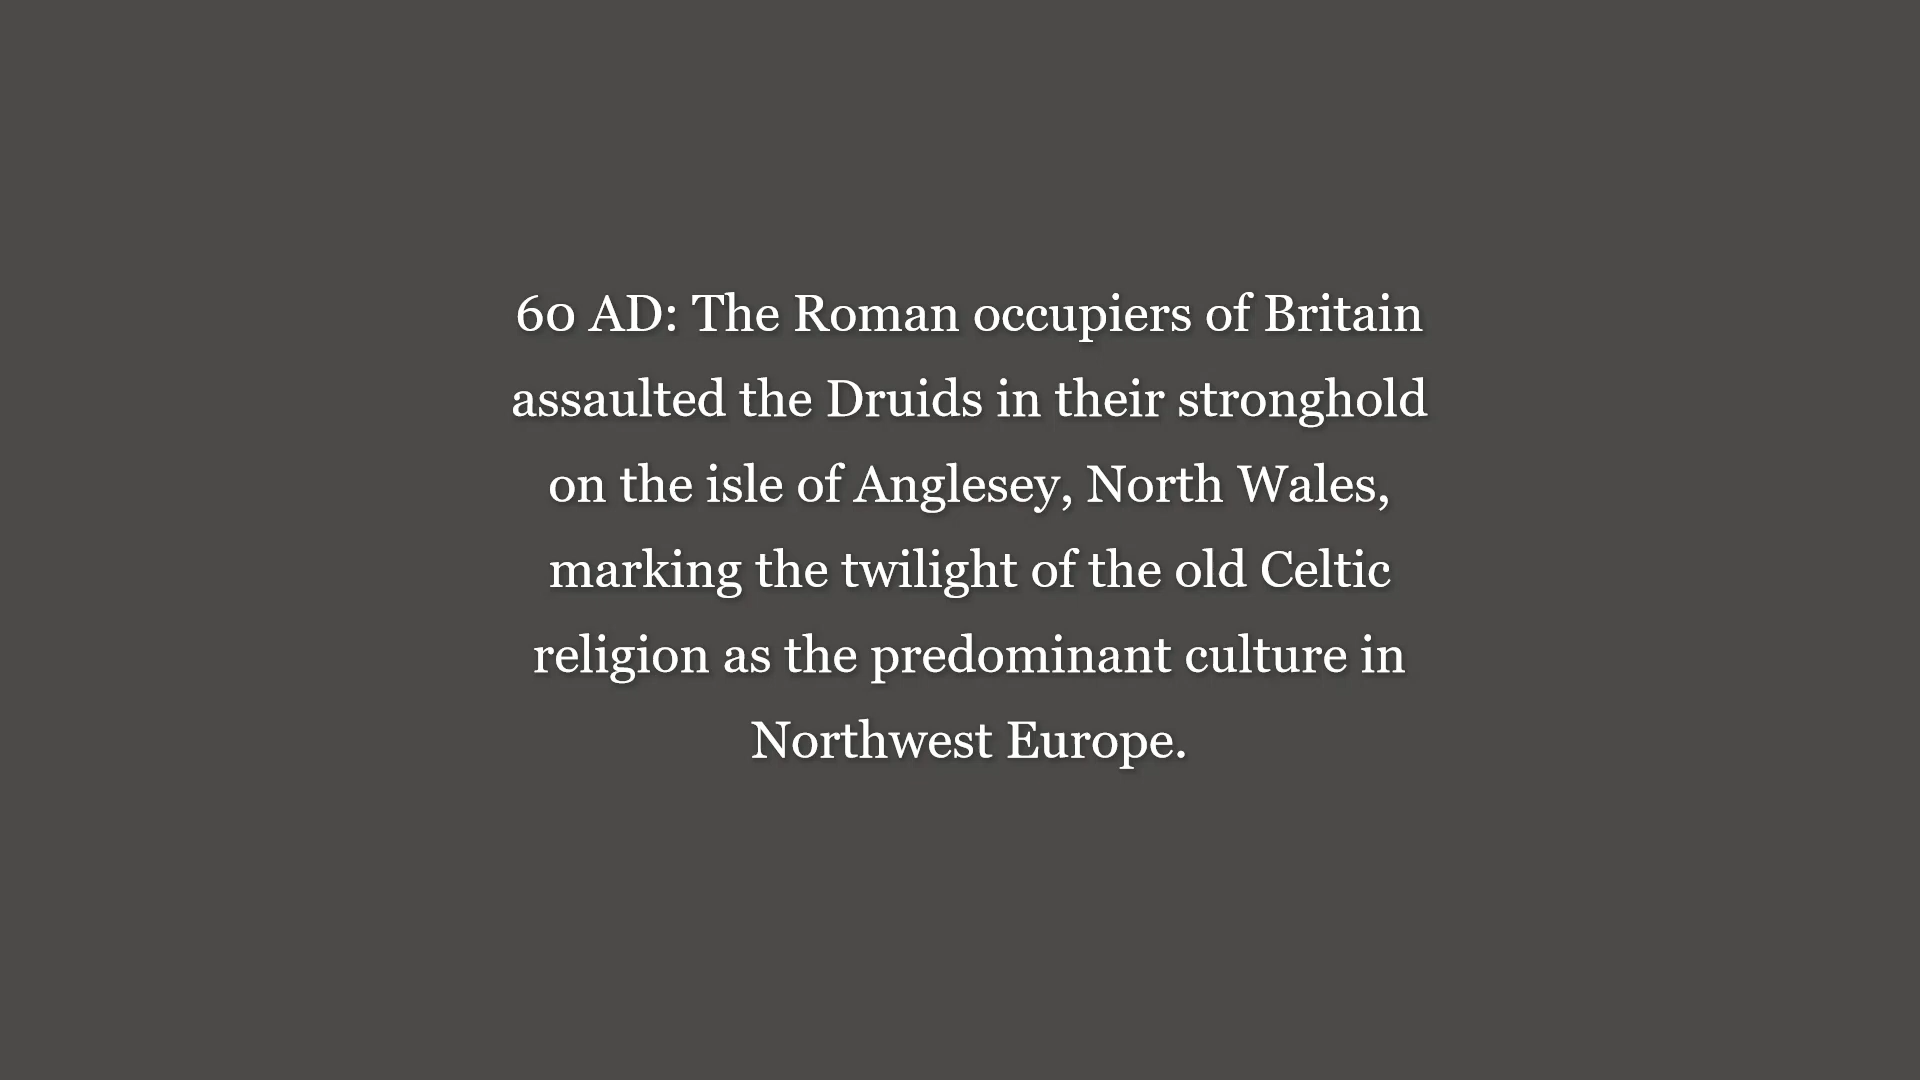 60 AD: The Roman occupiers of Britain
assaulted the Druids in their stronghold
on the isle of Anglesey, North Wales,
marking the twilight of the old Celtic
religion as the predominant culture in
Northwest Europe.